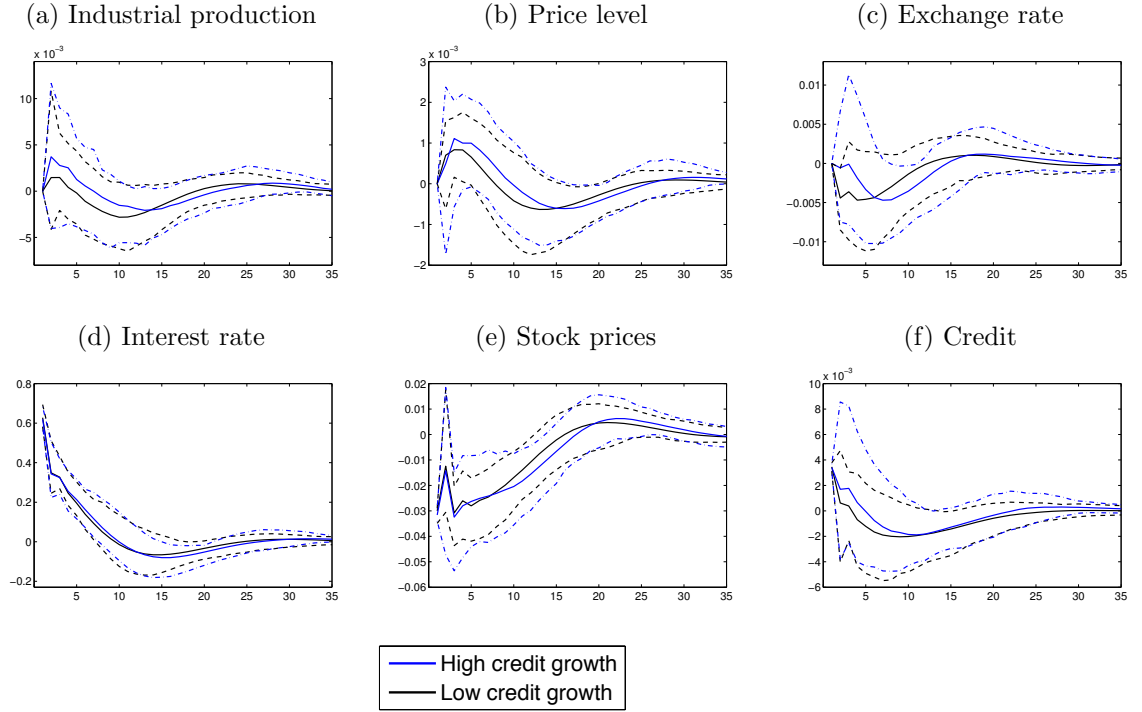 (a) Industrial production
(b) Price level
(c) Exchange rate
x 10⁻³
10
5
0
−5
5 10 15 20 25 30 35
x 10⁻³
3
2
1
0
−1
−2
5 10 15 20 25 30 35
0.01
0.005
0
−0.005
−0.01
5 10 15 20 25 30 35
(d) Interest rate
(e) Stock prices
(f) Credit
0.8
0.6
0.4
0.2
0
−0.2
5 10 15 20 25 30 35
0.02
0.01
0
−0.01
−0.02
−0.03
−0.04
−0.05
−0.06
5 10 15 20 25 30 35
x 10⁻³
10
8
6
4
2
0
−2
−4
−6
5 10 15 20 25 30 35
High credit growth
Low credit growth